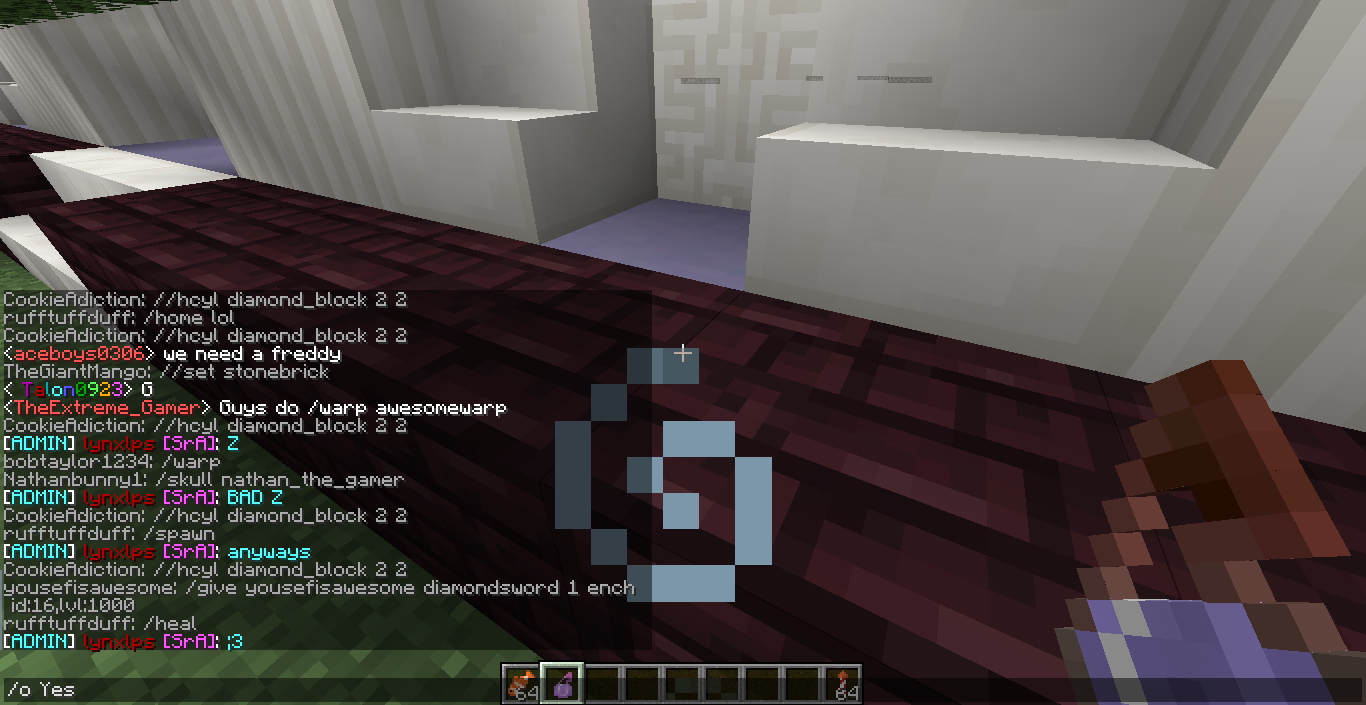 CookieAdiction: //hcyl diamond_block 2 2
rufftuffduff: /home lol
CookieAdiction: //hcyl diamond_block 2 2
<aceboys0306> we need a freddy
TheGiantMango: //set stonebrick
< Talon0923> G
<TheExtreme_Gamer> Guys do /warp awesomewarp
CookieAdiction: //hcyl diamond_block 2 2
[ADMIN] lynxlps [SrA]: Z
bobtaylor1234: /warp
Nathanbunny1: /skull nathan_the_gamer
[ADMIN] lynxlps [SrA]: BAD Z
CookieAdiction: //hcyl diamond_block 2 2
rufftuffduff: /spawn
[ADMIN] lynxlps [SrA]: anyways
CookieAdiction: //hcyl diamond_block 2 2
yousefisawesome: /give yousefisawesome diamondsword 1 ench
id:16,lvl:1000
rufftuffduff: /heal
[ADMIN] lynxlps [SrA]: ;3
64
64
/o Yes